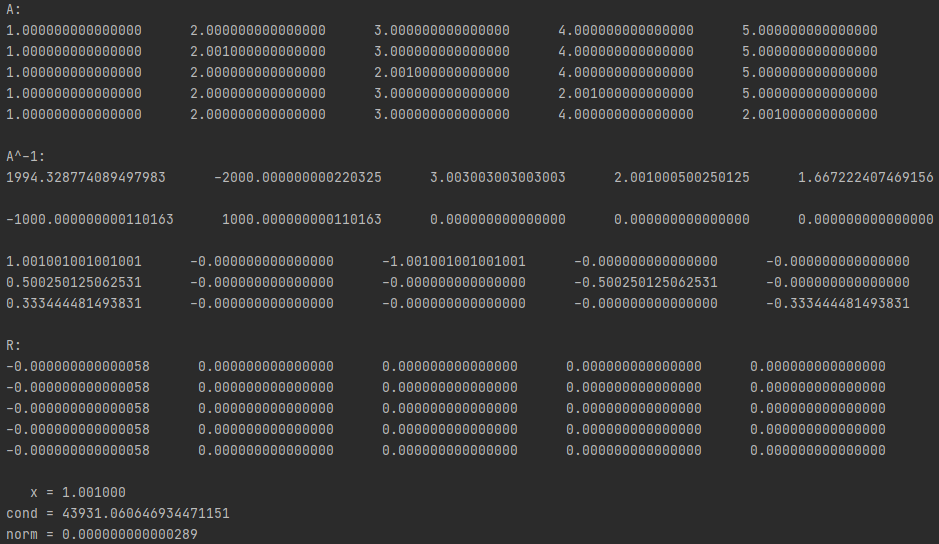 A:
1.000000000000000 2.000000000000000 3.000000000000000 4.000000000000000 5.000000000000000
1.000000000000000 2.001000000000000 3.000000000000000 4.000000000000000 5.000000000000000
1.000000000000000 2.000000000000000 2.001000000000000 4.000000000000000 5.000000000000000
1.000000000000000 2.000000000000000 3.000000000000000 2.001000000000000 5.000000000000000
1.000000000000000 2.000000000000000 3.000000000000000 4.000000000000000 2.001000000000000
A^-1:
1994.328774089497983 -2000.000000000220325 3.003003003003003 2.001000500250125 1.667222407469156
-1000.000000000110163 1000.000000000110163 0.000000000000000 0.000000000000000 0.000000000000000
1.001001001001001 -0.000000000000000 -1.001001001001001 -0.000000000000000 -0.000000000000000
0.500250125062531 -0.000000000000000 -0.000000000000000 -0.500250125062531 -0.000000000000000
0.333444481493831 -0.000000000000000 -0.000000000000000 -0.000000000000000 -0.333444481493831
R:
-0.000000000000058 0.000000000000000 0.000000000000000 0.000000000000000 0.000000000000000
-0.000000000000058 0.000000000000000 0.000000000000000 0.000000000000000 0.000000000000000
-0.000000000000058 0.000000000000000 0.000000000000000 0.000000000000000 0.000000000000000
-0.000000000000058 0.000000000000000 0.000000000000000 0.000000000000000 0.000000000000000
-0.000000000000058 0.000000000000000 0.000000000000000 0.000000000000000 0.000000000000000
x = 1.001000
cond = 43931.060646934471151
norm = 0.000000000000289